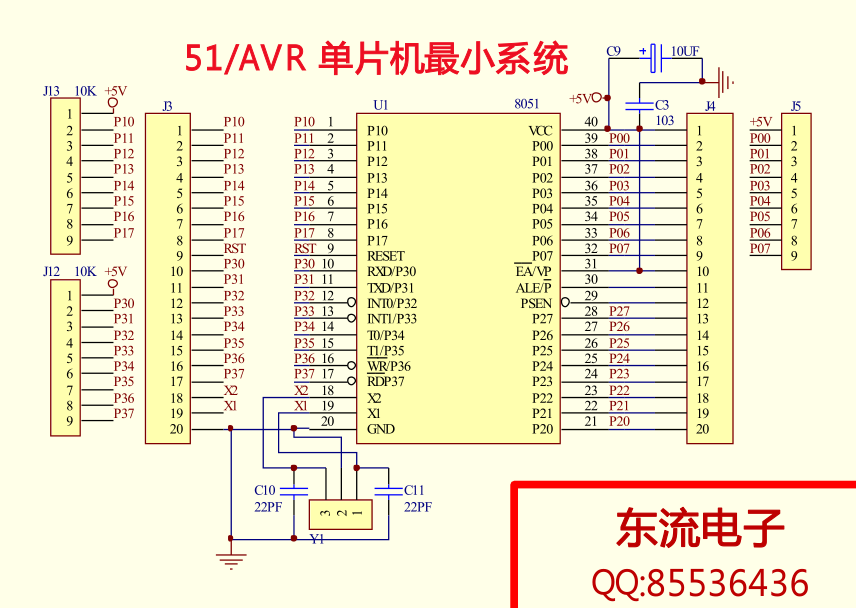 51/AVR 单片机最小系统
C9 10UF
+5V
C3
103
J13 10K +5V
1
2 P10
3 P11
4 P12
5 P13
6 P14
7 P15
8 P16
9 P17
J12 10K +5V
1
2 P30
3 P31
4 P32
5 P33
6 P34
7 P35
8 P36
9 P37
J3
1 P10
2 P11
3 P12
4 P13
5 P14
6 P15
7 P16
8 P17
9 RST
10 P30
11 P31
12 P32
13 P33
14 P34
15 P35
16 P36
17 P37
18 X2
19 X1
20
U1 8051
P10 1 P10 VCC 40
P11 2 P11 P00 39 P00
P12 3 P12 P01 38 P01
P13 4 P13 P02 37 P02
P14 5 P14 P03 36 P03
P15 6 P15 P04 35 P04
P16 7 P16 P05 34 P05
P17 8 P17 P06 33 P06
RST 9 RESET P07 32 P07
P30 10 RXD/P30 EA/VP 31
P31 11 TXD/P31 ALE/P 30
P32 12 INT0/P32 PSEN 29
P33 13 INT1/P33 P27 28 P27
P34 14 T0/P34 P26 27 P26
P35 15 T1/P35 P25 26 P25
P36 16 WR/P36 P24 25 P24
P37 17 RDP37 P23 24 P23
X2 18 X2 P22 23 P22
X1 19 X1 P21 22 P21
20 GND P20 21 P20
J4
1
2
3
4
5
6
7
8
9
10
11
12
13
14
15
16
17
18
19
20
J5
+5V 1
P00 2
P01 3
P02 4
P03 5
P04 6
P05 7
P06 8
P07 9
C10
22PF
3 2 1
Y1
C11
22PF
东流电子
QQ:85536436